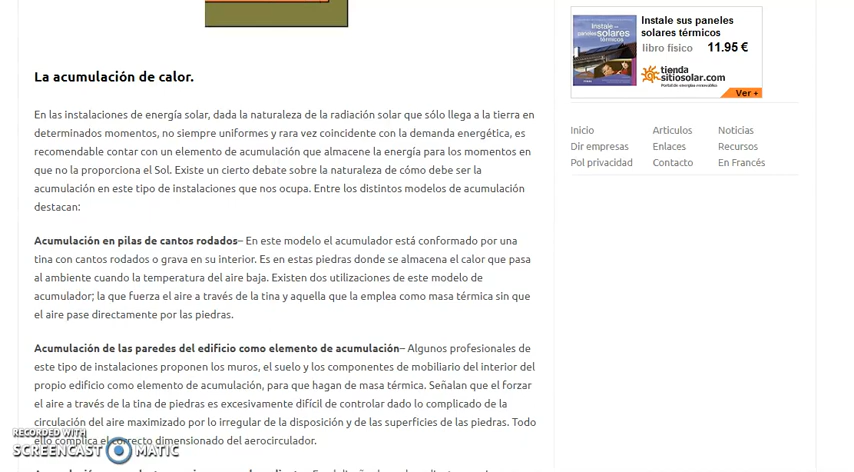 La acumulación de calor.
En las instalaciones de energía solar, dada la naturaleza de la radiación solar que sólo llega a la tierra en
determinados momentos, no siempre uniformes y rara vez coincidente con la demanda energética, es
recomendable contar con un elemento de acumulación que almacene la energía para los momentos en
que no la proporciona el Sol. Existe un cierto debate sobre la naturaleza de cómo debe ser la
acumulación en este tipo de instalaciones que nos ocupa. Entre los distintos modelos de acumulación
destacan:
Acumulación en pilas de cantos rodados– En este modelo el acumulador está conformado por una
tina con cantos rodados o grava en su interior. Es en estas piedras donde se almacena el calor que pasa
al ambiente cuando la temperatura del aire baja. Existen dos utilizaciones de este modelo de
acumulador; la que fuerza el aire a través de la tina y aquella que la emplea como masa térmica sin que
el aire pase directamente por las piedras.
Acumulación de las paredes del edificio como elemento de acumulación– Algunos profesionales de
este tipo de instalaciones proponen los muros, el suelo y los componentes de mobiliario del interior del
propio edificio como elemento de acumulación, para que hagan de masa térmica. Señalan que el forzar
el aire a través de la tina de piedras es excesivamente difícil de controlar dado lo complicado de la
circulación del aire maximizado por lo irregular de la disposición y de las superficies de las piedras. Todo
ello complica el correcto dimensionado del aerocirculador.
RECORDED WITH
SCREENCAST MATIC
Instale sus paneles
solares térmicos
libro físico 11.95 €
tienda
sitiosolar.com
Portal de energías renovables
Ver +
Instale sus
paneles solares
térmicos
Inicio Articulos Noticias
Dir empresas Enlaces Recursos
Pol privacidad Contacto En Francés